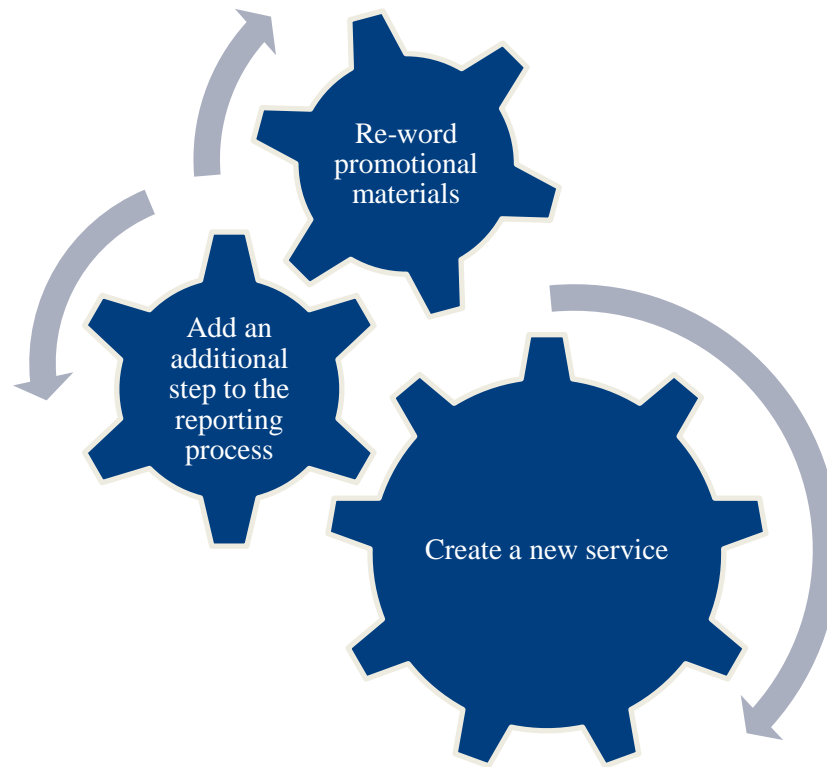 Re-word
promotional
materials
Add an
additional
step to the
reporting
process
Create a new service